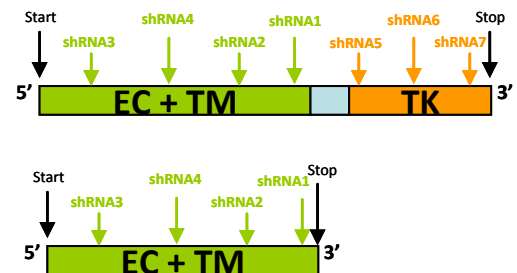 Start shRNA4 shRNA6 Stop
shRNA3 shRNA2 shRNA1 shRNA5 shRNA7
5’ EC + TM TK 3’
Start shRNA4 shRNA1 Stop
shRNA3 shRNA2
5’ 3’
EC + TM